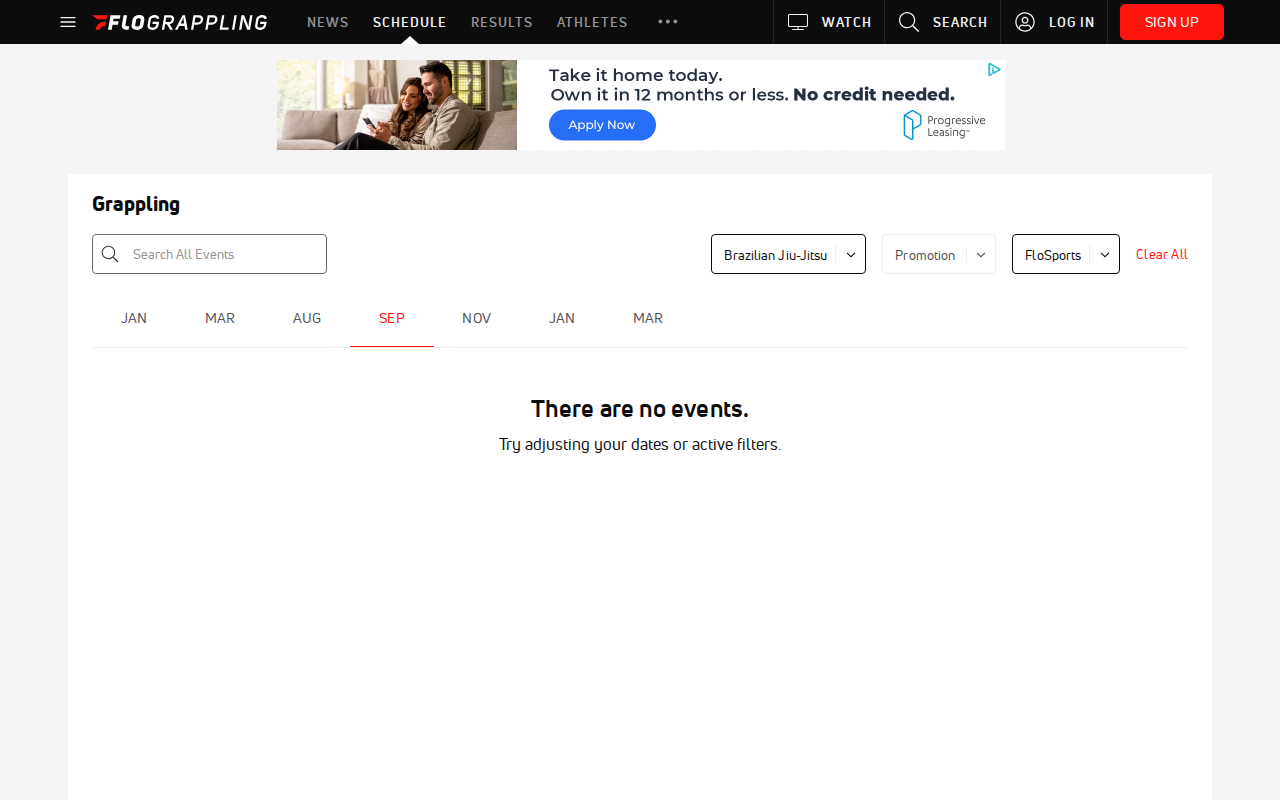 FLOGRAPPLING
NEWS
SCHEDULE
RESULTS
ATHLETES
WATCH
SEARCH
LOG IN
SIGN UP
Take it home today.
Own it in 12 months or less. No credit needed.
Apply Now
Progressive
Leasing
Grappling
Search All Events
Brazilian Jiu-Jitsu
Promotion
FloSports
Clear All
JAN
MAR
AUG
SEP
NOV
JAN
MAR
There are no events.
Try adjusting your dates or active filters.